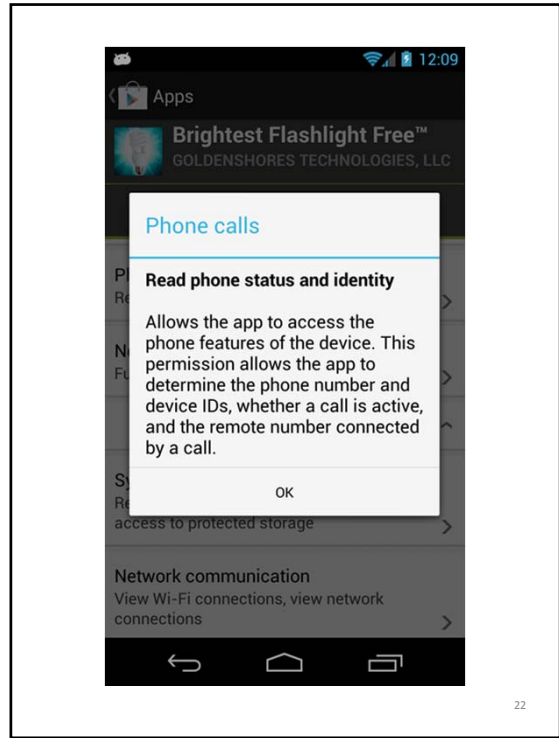 12:09
Apps
Brightest Flashlight Free™
GOLDENSHORES TECHNOLOGIES, LLC
Phone calls
Read phone status and identity
Allows the app to access the
phone features of the device. This
permission allows the app to
determine the phone number and
device IDs, whether a call is active,
and the remote number connected
by a call.
OK
access to protected storage
Network communication
View Wi-Fi connections, view network
connections
22